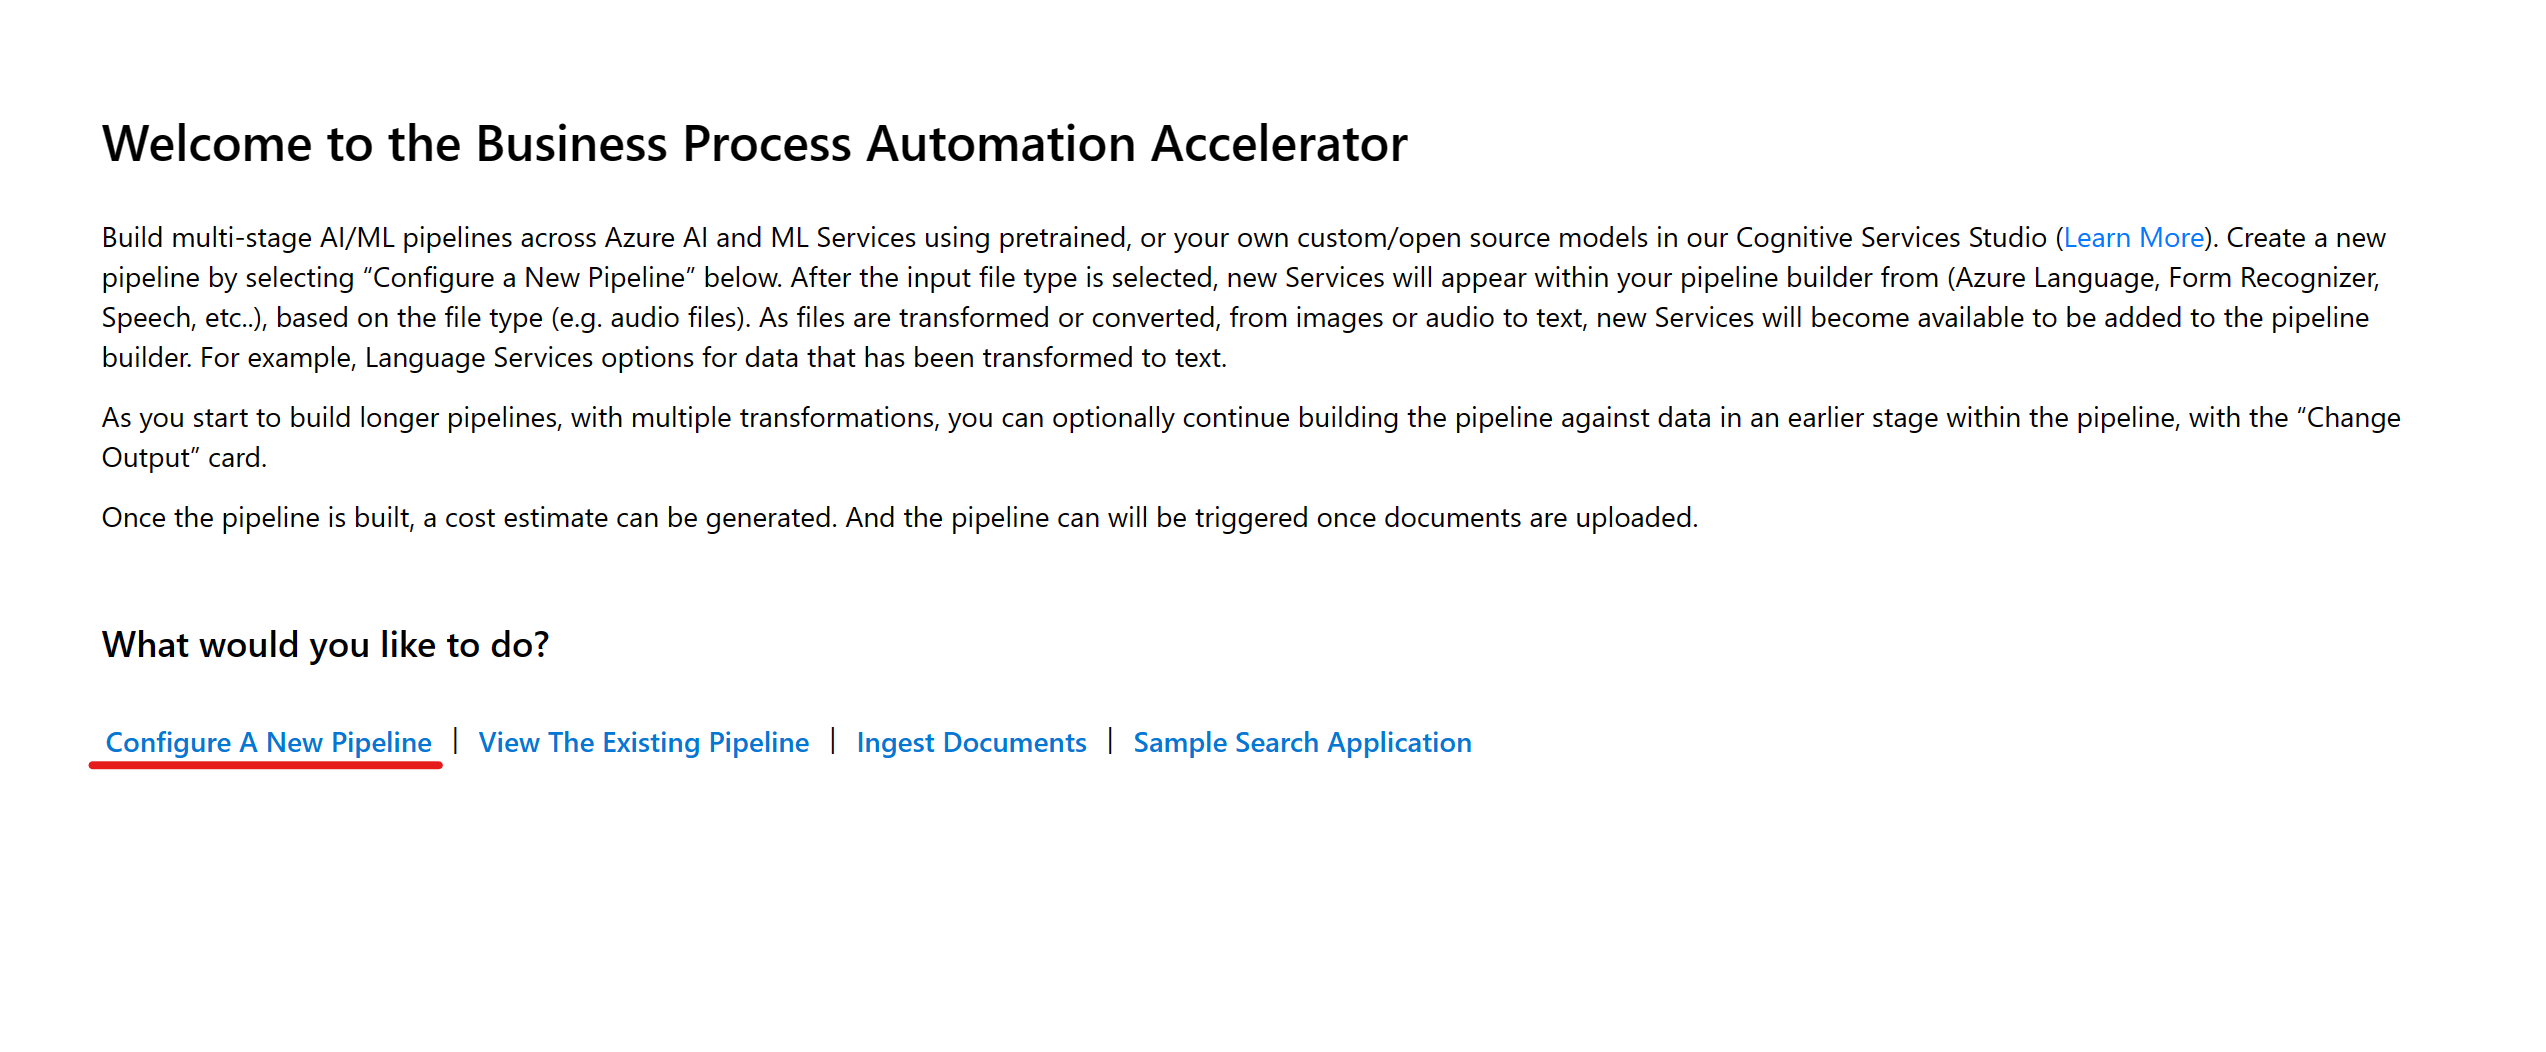 Welcome to the Business Process Automation Accelerator
Build multi-stage AI/ML pipelines across Azure AI and ML Services using pretrained, or your own custom/open source models in our Cognitive Services Studio (Learn More). Create a new
pipeline by selecting “Configure a New Pipeline” below. After the input file type is selected, new Services will appear within your pipeline builder from (Azure Language, Form Recognizer,
Speech, etc..), based on the file type (e.g. audio files). As files are transformed or converted, from images or audio to text, new Services will become available to be added to the pipeline
builder. For example, Language Services options for data that has been transformed to text.
As you start to build longer pipelines, with multiple transformations, you can optionally continue building the pipeline against data in an earlier stage within the pipeline, with the “Change
Output” card.
Once the pipeline is built, a cost estimate can be generated. And the pipeline can will be triggered once documents are uploaded.
What would you like to do?
Configure A New Pipeline | View The Existing Pipeline | Ingest Documents | Sample Search Application